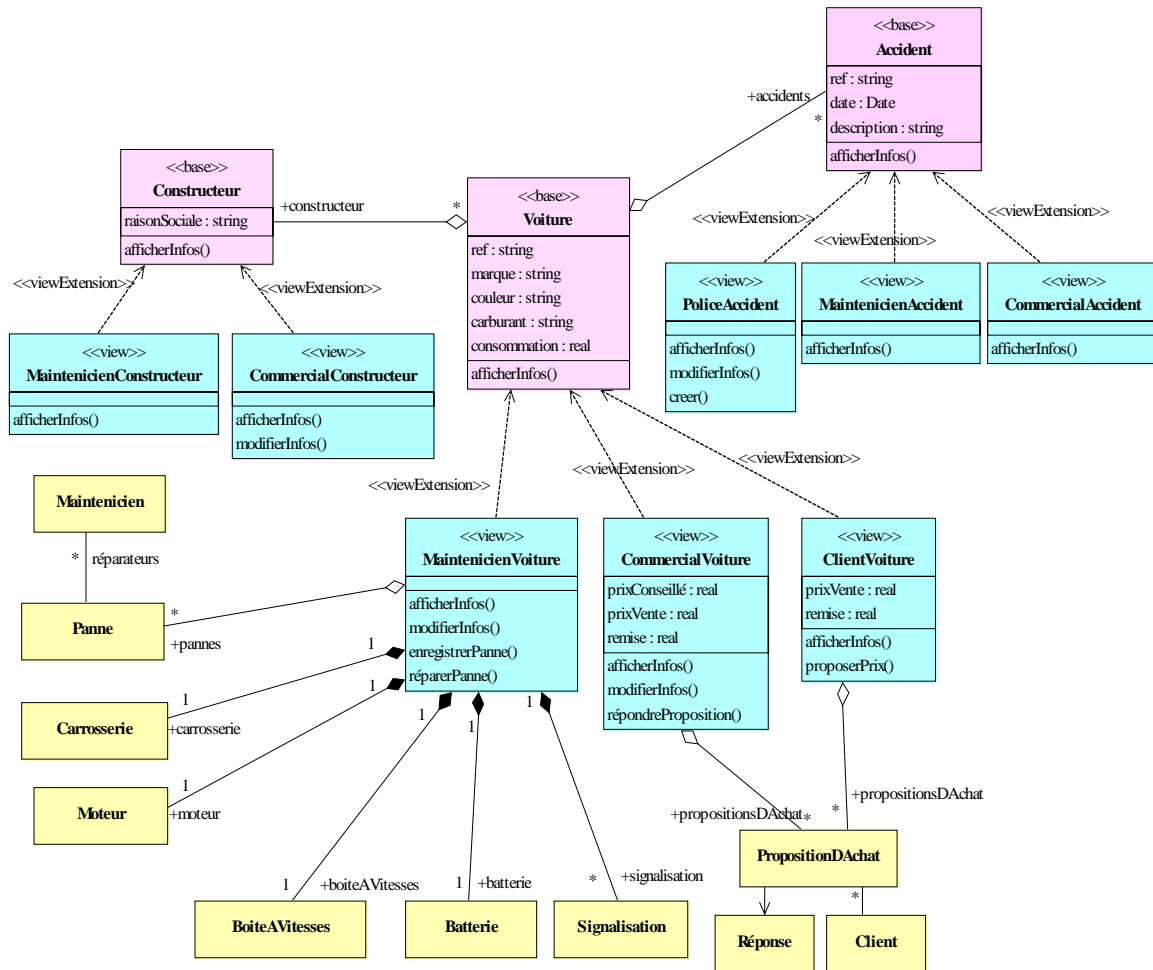 <<base>>
Accident
ref : string
date : Date
description : string
afficherInfos()
+accidents
*
<<base>>
Constructeur
raisonSociale : string
afficherInfos()
+constructeur
*
<<base>>
Voiture
ref : string
marque : string
couleur : string
carburant : string
consommation : real
afficherInfos()
<<viewExtension>>
<<viewExtension>>
<<viewExtension>>
<<view>>
PoliceAccident
afficherInfos()
modifierInfos()
creer()
<<view>>
MaintenicienAccident
afficherInfos()
<<view>>
CommercialAccident
afficherInfos()
<<viewExtension>>
<<viewExtension>>
<<view>>
MaintenicienConstructeur
afficherInfos()
<<view>>
CommercialConstructeur
afficherInfos()
modifierInfos()
<<viewExtension>>
<<viewExtension>>
<<viewExtension>>
Maintenicien
* réparateurs
Panne
*
+pannes
<<view>>
MaintenicienVoiture
afficherInfos()
modifierInfos()
enregistrerPanne()
réparerPanne()
<<view>>
CommercialVoiture
prixConseillé : real
prixVente : real
remise : real
afficherInfos()
modifierInfos()
répondreProposition()
<<view>>
ClientVoiture
prixVente : real
remise : real
afficherInfos()
proposerPrix()
1
1
Carrosserie
+carrosserie
1
1
Moteur
+moteur
1
1
1
1
+boiteAVitesses
1
+batterie
*
+signalisation
+propositionsDAchat
*
+propositionsDAchat
*
PropositionDAchat
*
BoiteAVitesses
Batterie
Signalisation
Réponse
Client